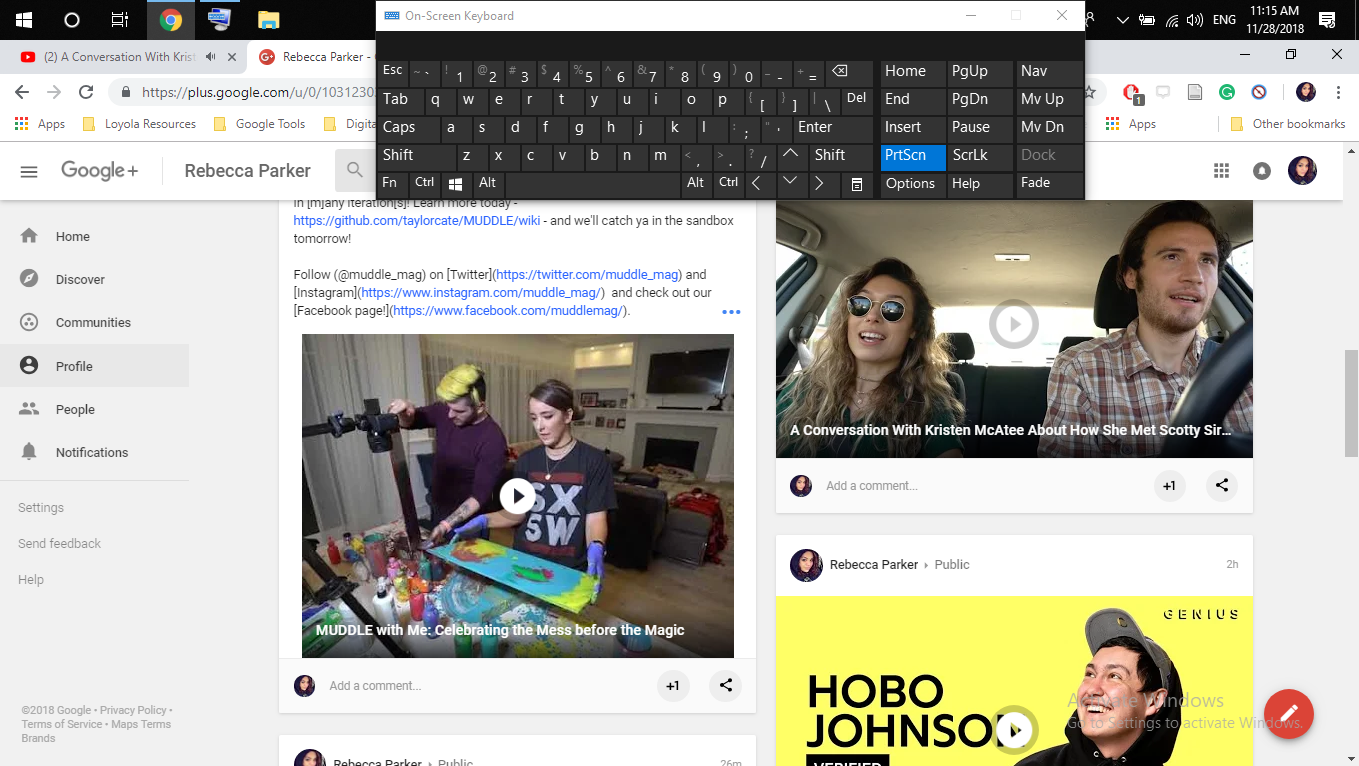 On-Screen Keyboard
ENG
11:15 AM
11/28/2018
(2) A Conversation With Krist
Rebecca Parker -
https://plus.google.com/u/0/103123
1
Apps
Loyola Resources
Google Tools
Digita
Apps
Other bookmarks
Esc ~ ` ! 1 @ 2 # 3 $ 4 % 5 ^ 6 & 7 * 8 ( 9 ) 0 _ - + = Home PgUp Nav
Tab q w e r t y u i o p { [ } ] | \ Del End PgDn Mv Up
Caps a s d f g h j k l : ; " ' Enter Insert Pause Mv Dn
Shift z x c v b n m < , > . ? / Shift PrtScn ScrLk Dock
Fn Ctrl Alt Alt Ctrl Options Help Fade
Google+
Rebecca Parker
Home
Discover
Communities
Profile
People
Notifications
Settings
Send feedback
Help
©2018 Google • Privacy Policy •
Terms of Service • Maps Terms
Brands
in [m]any iteration[s]! Learn more today -
https://github.com/taylorcate/MUDDLE/wiki - and we'll catch ya in the sandbox
tomorrow!
Follow (@muddle_mag) on [Twitter](https://twitter.com/muddle_mag) and
[Instagram](https://www.instagram.com/muddle_mag/) and check out our
[Facebook page!](https://www.facebook.com/muddlemag/).
SX
SW
MUDDLE with Me: Celebrating the Mess before the Magic
Add a comment...
+1
Rebecca Parker
Public
26m
A Conversation With Kristen McAtee About How She Met Scotty Sir...
Add a comment...
+1
Rebecca Parker
Public
2h
GENIUS
HOBO
JOHNSON
VERIFIED
Activate Windows
Go to Settings to activate Windows.